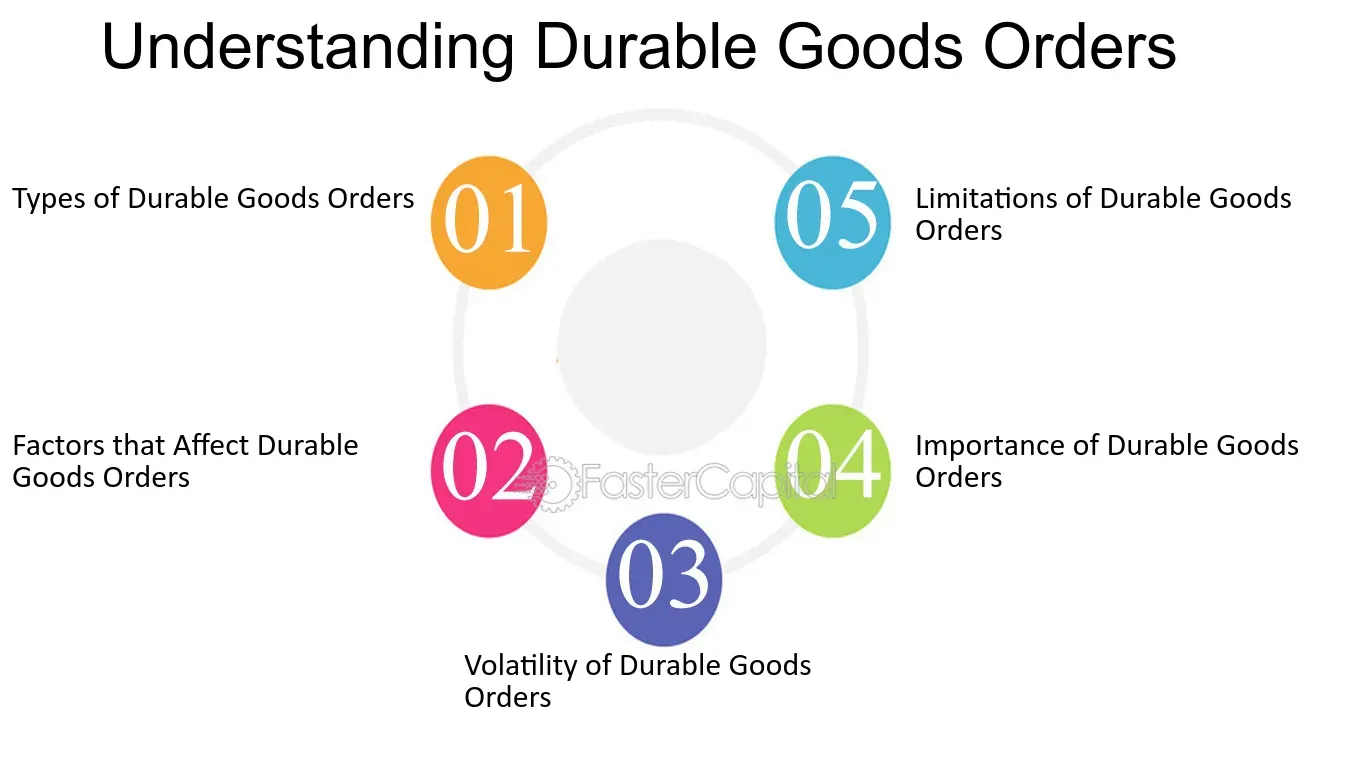 Understanding Durable Goods Orders
01
Types of Durable Goods Orders
02
Factors that Affect Durable
Goods Orders
03
Volatility of Durable Goods
Orders
04
Importance of Durable Goods
Orders
05
Limitations of Durable Goods
Orders
FasterCapital